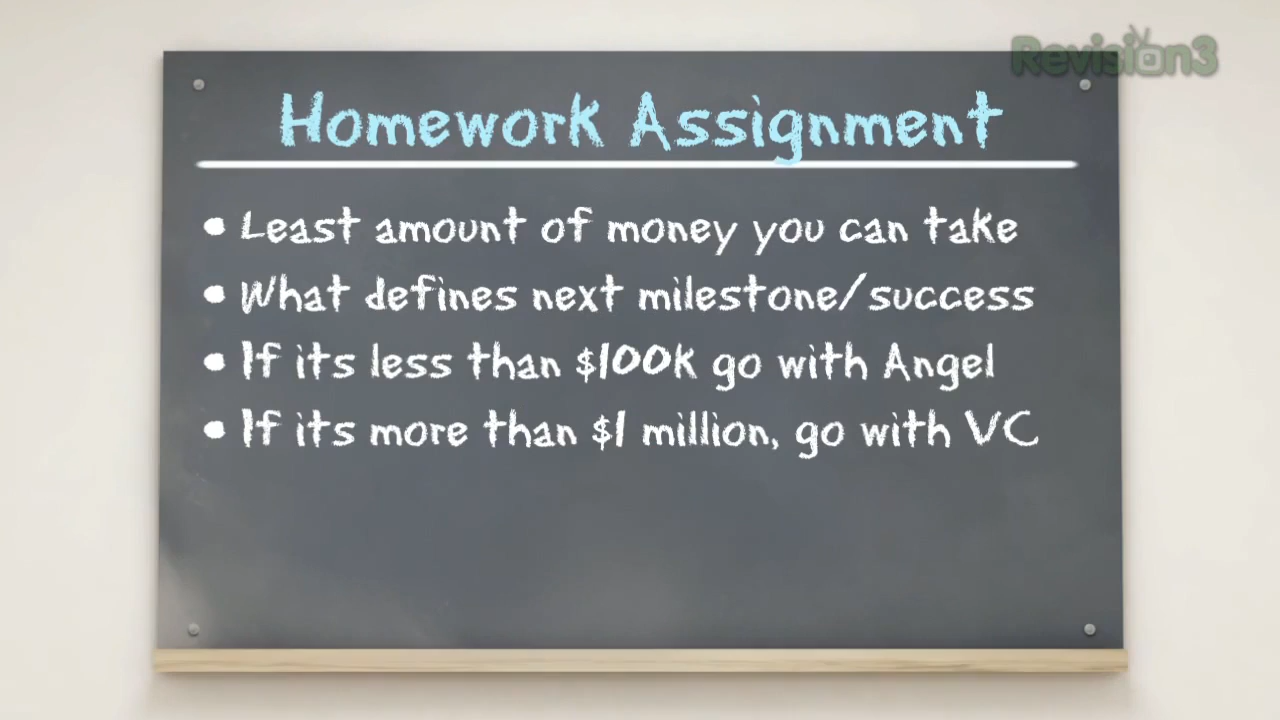 Revision3
Homework Assignment
• Least amount of money you can take
• What defines next milestone/success
• If its less than $100K go with Angel
• If its more than $1 million, go with VC